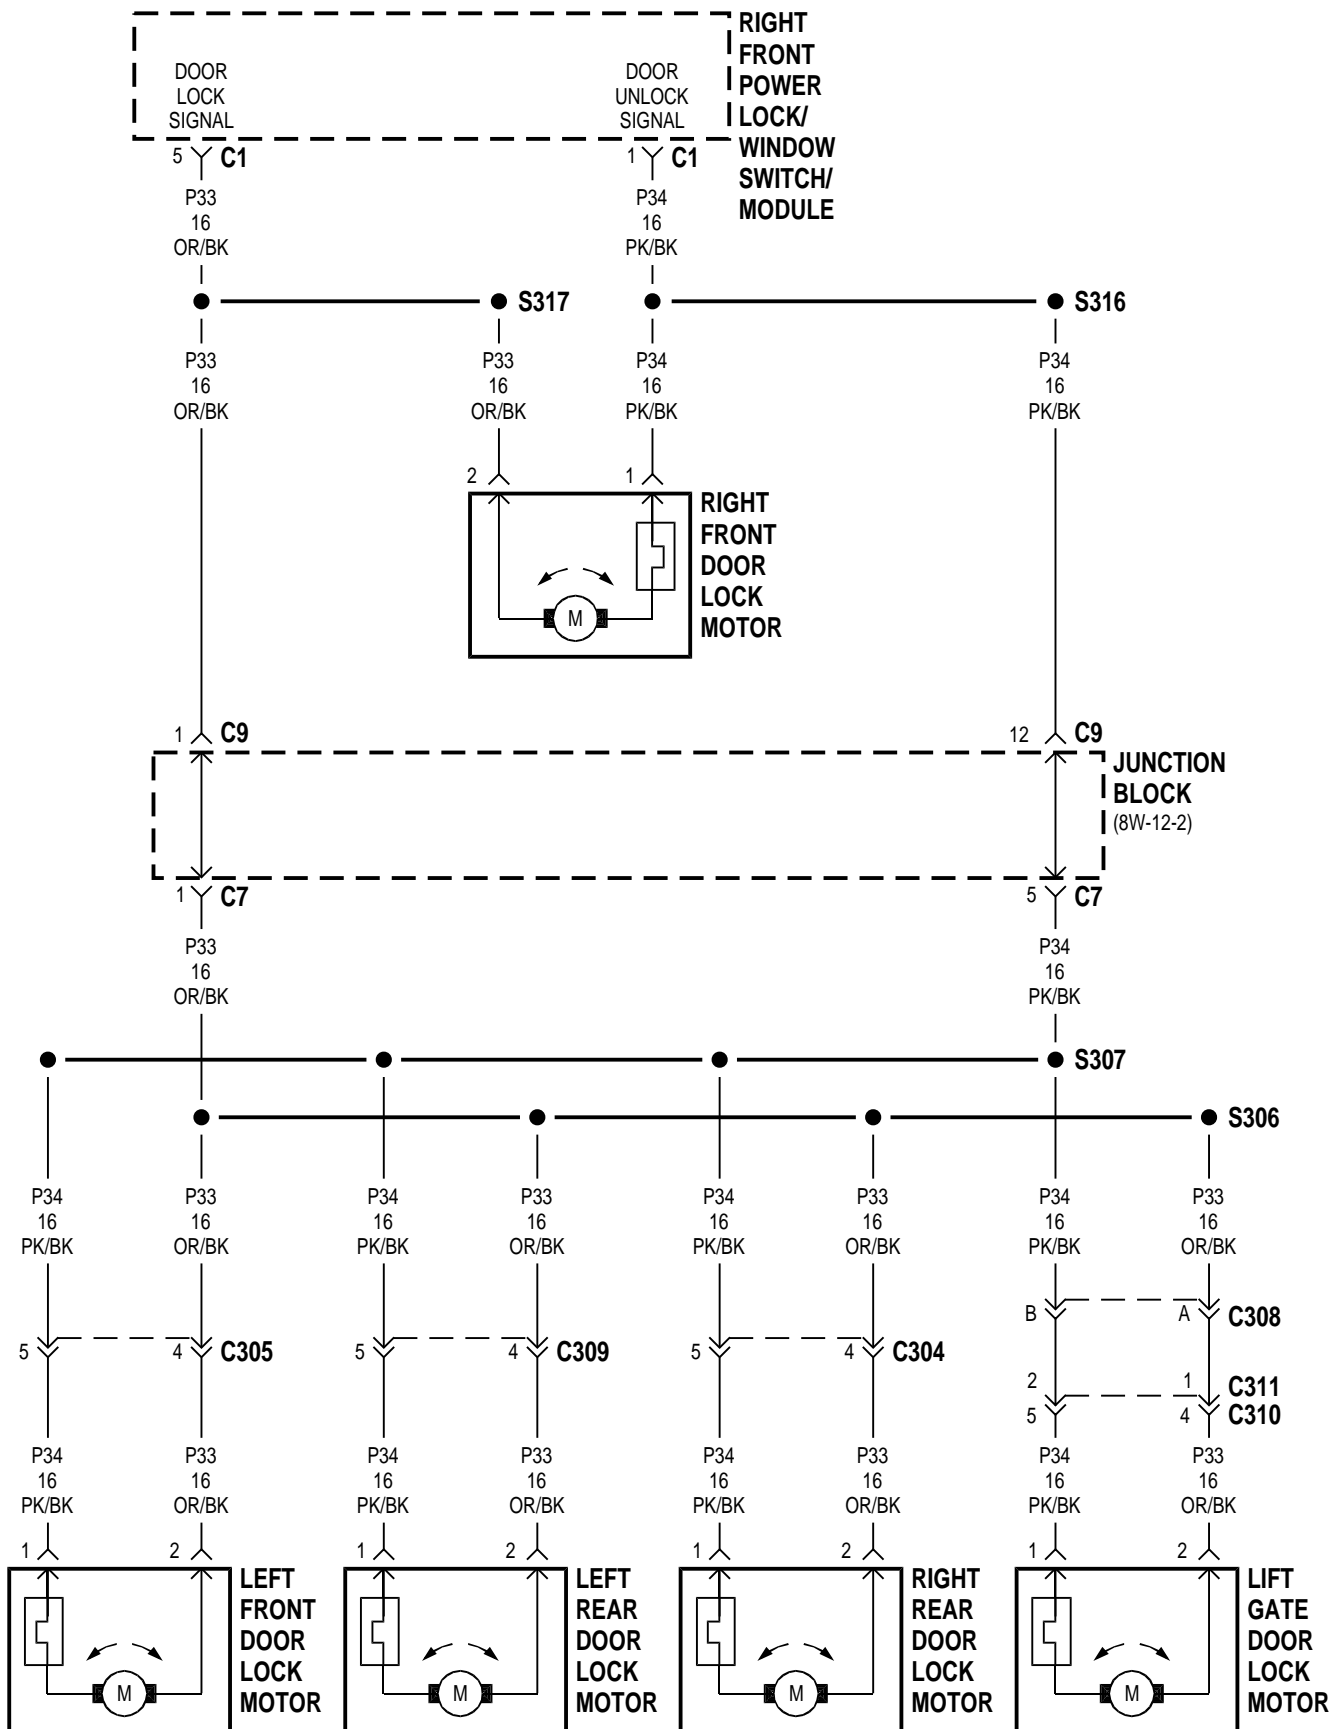 RIGHT
FRONT
POWER
LOCK/
WINDOW
SWITCH/
MODULE
DOOR
LOCK
SIGNAL
DOOR
UNLOCK
SIGNAL
5 C1
1 C1
P33
16
OR/BK
P34
16
PK/BK
S317
S316
P33
16
OR/BK
P33
16
OR/BK
P34
16
PK/BK
P34
16
PK/BK
2
1
RIGHT
FRONT
DOOR
LOCK
MOTOR
M
1 C9
12 C9
JUNCTION
BLOCK
(8W-12-2)
1 C7
5 C7
P33
16
OR/BK
P34
16
PK/BK
S307
S306
P34
16
PK/BK
P33
16
OR/BK
P34
16
PK/BK
P33
16
OR/BK
P34
16
PK/BK
P33
16
OR/BK
P34
16
PK/BK
P33
16
OR/BK
B A C308
5 4 C305
5 4 C309
5 4 C304
2 1 C311
5 4 C310
P34
16
PK/BK
P33
16
OR/BK
P34
16
PK/BK
P33
16
OR/BK
P34
16
PK/BK
P33
16
OR/BK
P34
16
PK/BK
P33
16
OR/BK
1 2
LEFT
FRONT
DOOR
LOCK
MOTOR
M
1 2
LEFT
REAR
DOOR
LOCK
MOTOR
M
1 2
RIGHT
REAR
DOOR
LOCK
MOTOR
M
1 2
LIFT
GATE
DOOR
LOCK
MOTOR
M